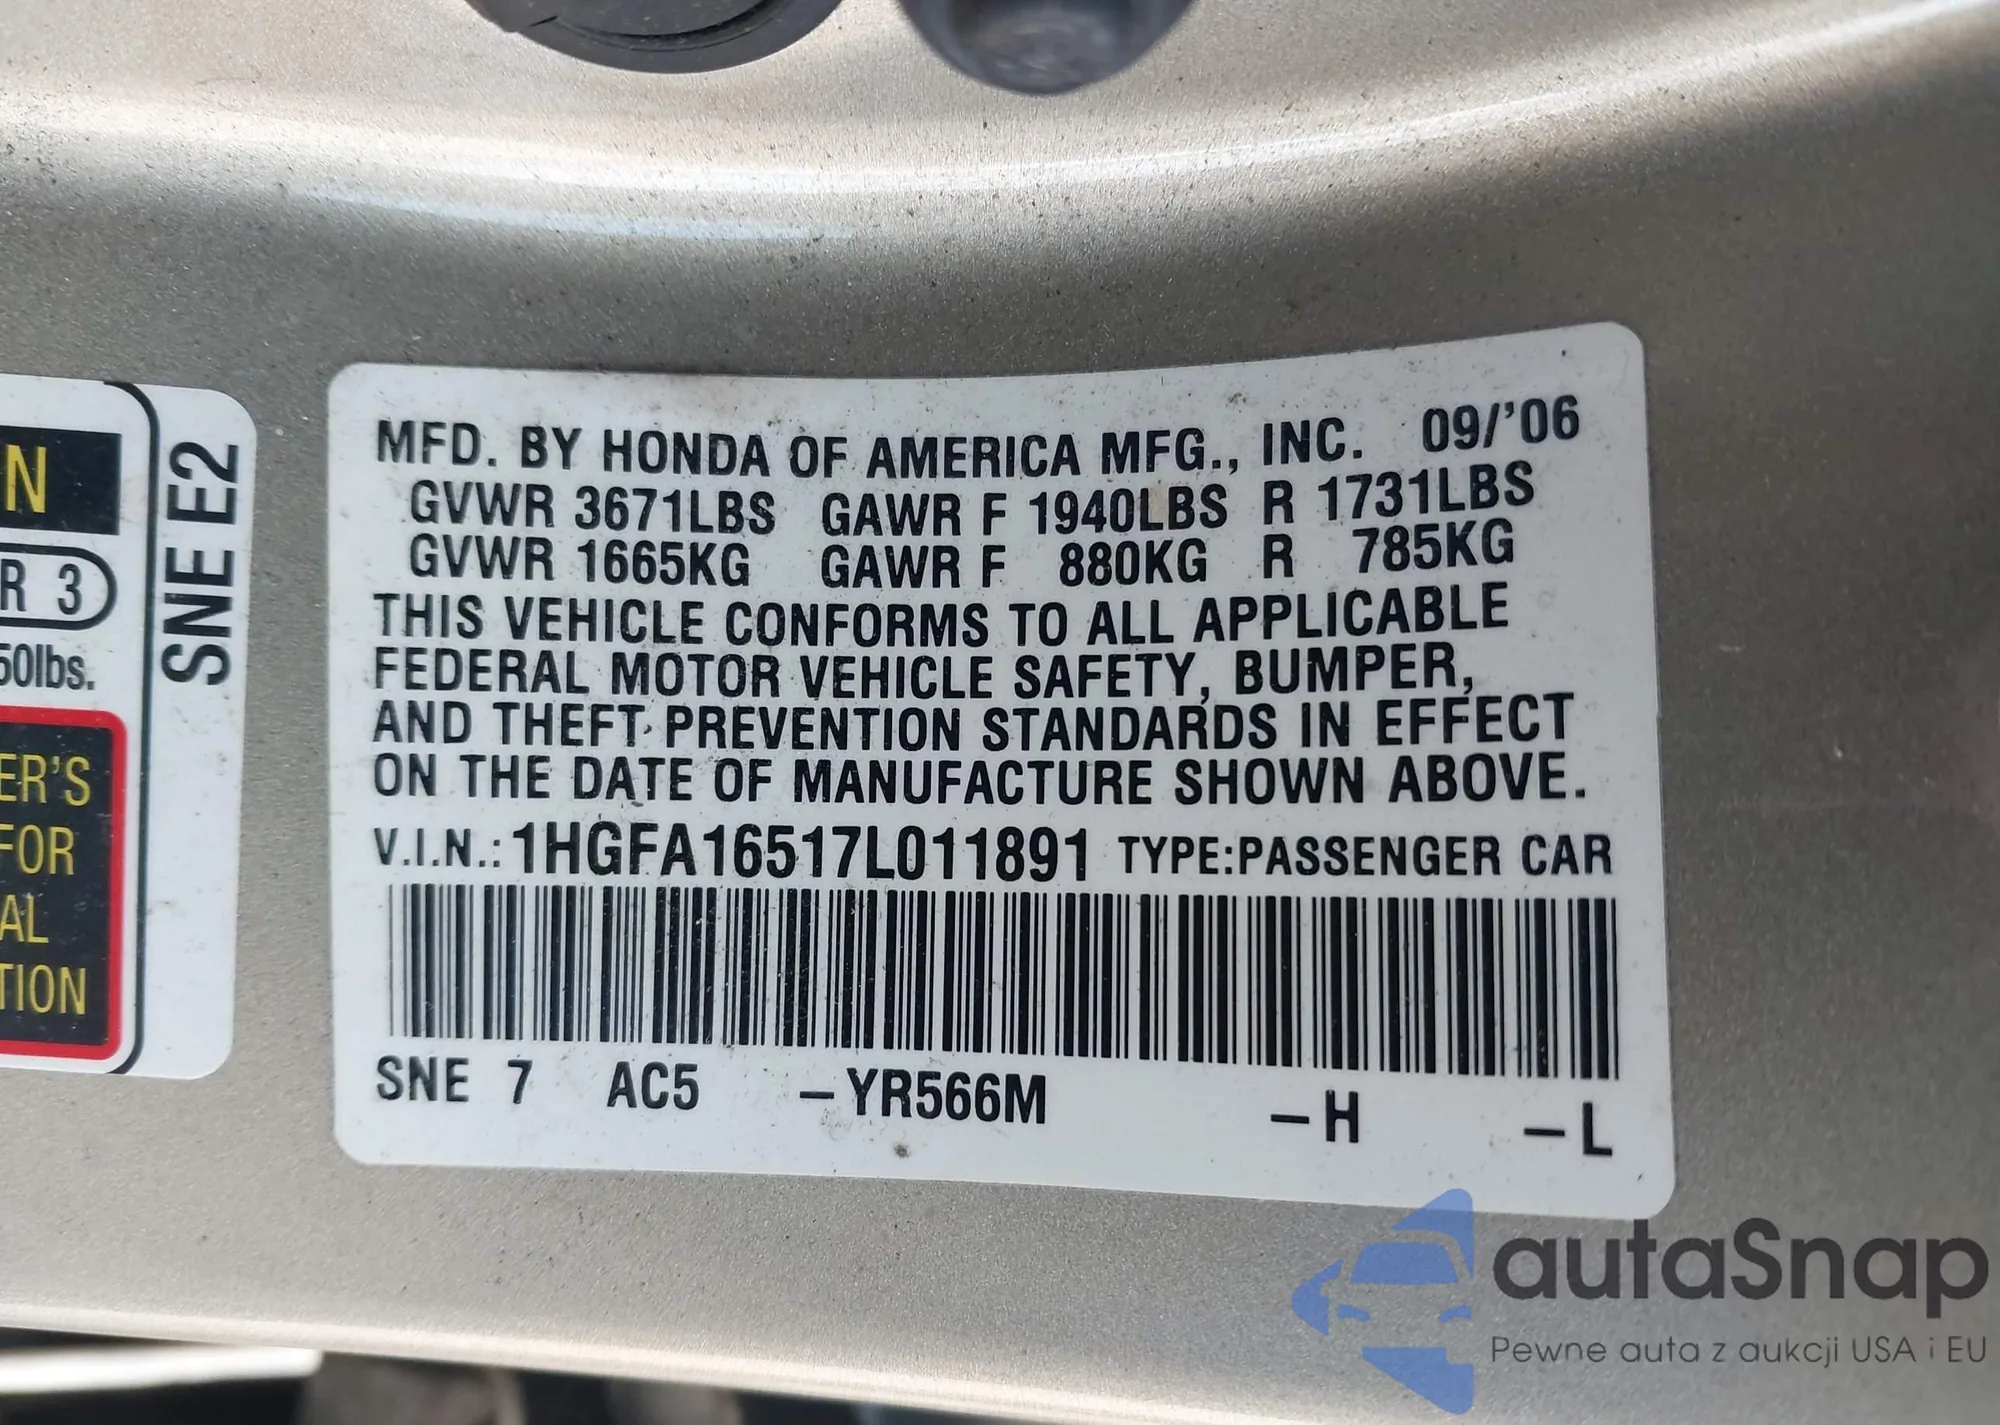 N
R 3
50lbs.
ER'S
FOR
AL
TION
SNE E2
MFD. BY HONDA OF AMERICA MFG., INC. 09/'06
GVWR 3671LBS GAWR F 1940LBS R 1731LBS
GVWR 1665KG GAWR F 880KG R 785KG
THIS VEHICLE CONFORMS TO ALL APPLICABLE
FEDERAL MOTOR VEHICLE SAFETY, BUMPER,
AND THEFT PREVENTION STANDARDS IN EFFECT
ON THE DATE OF MANUFACTURE SHOWN ABOVE.
V.I.N.: 1HGFA16517L011891 TYPE:PASSENGER CAR
SNE 7 AC5 –YR566M –H –L
autaSnap
Pewne auta z aukcji USA i EU